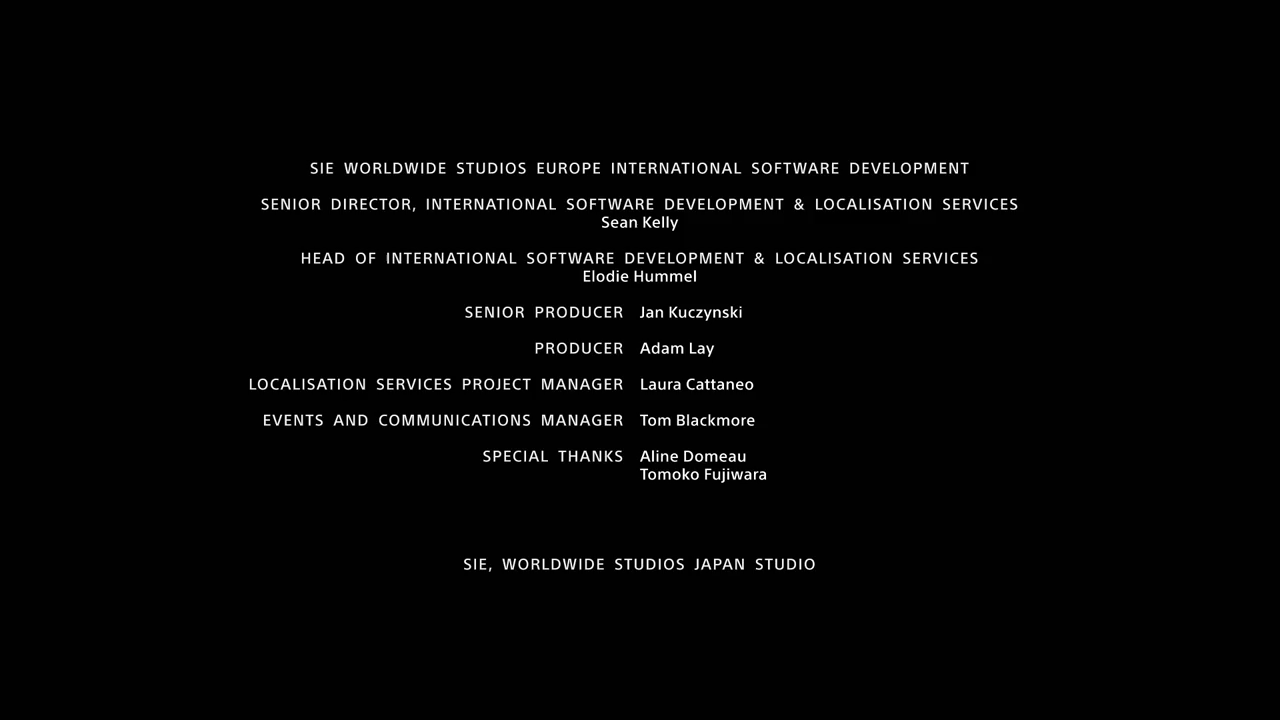 SIE WORLDWIDE STUDIOS EUROPE INTERNATIONAL SOFTWARE DEVELOPMENT
SENIOR DIRECTOR, INTERNATIONAL SOFTWARE DEVELOPMENT & LOCALISATION SERVICES
Sean Kelly
HEAD OF INTERNATIONAL SOFTWARE DEVELOPMENT & LOCALISATION SERVICES
Elodie Hummel
SENIOR PRODUCER Jan Kuczynski
PRODUCER Adam Lay
LOCALISATION SERVICES PROJECT MANAGER Laura Cattaneo
EVENTS AND COMMUNICATIONS MANAGER Tom Blackmore
SPECIAL THANKS Aline Domeau
Tomoko Fujiwara
SIE, WORLDWIDE STUDIOS JAPAN STUDIO